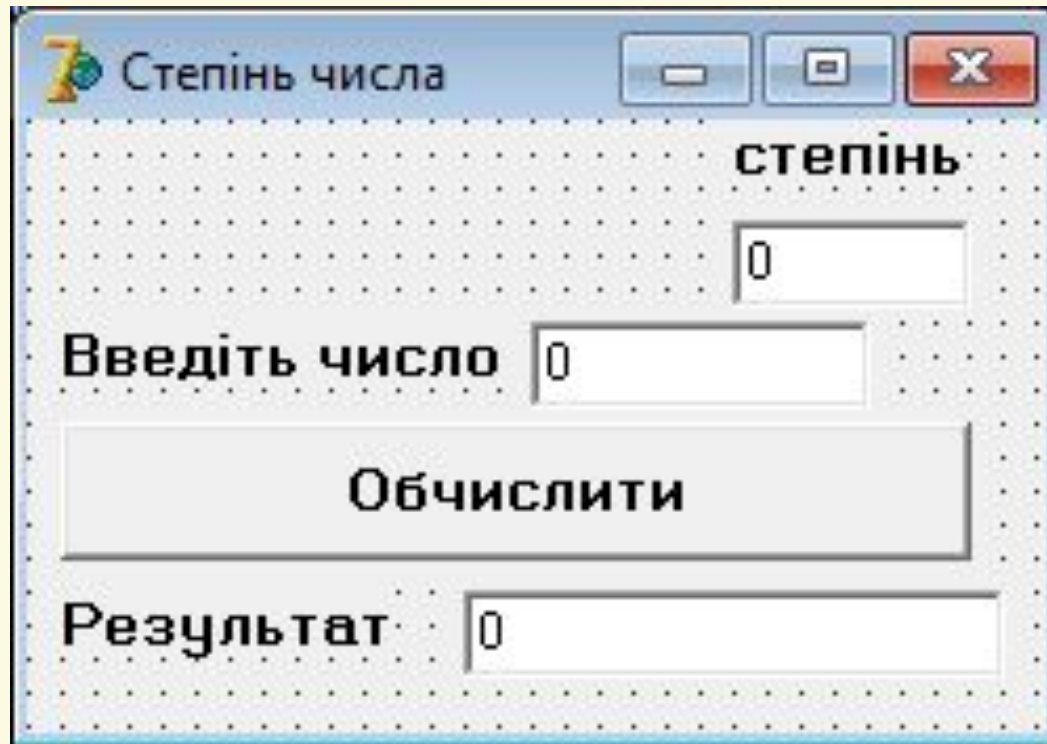 Степінь числа
степінь
0
Введіть число 0
Обчислити
Результат 0